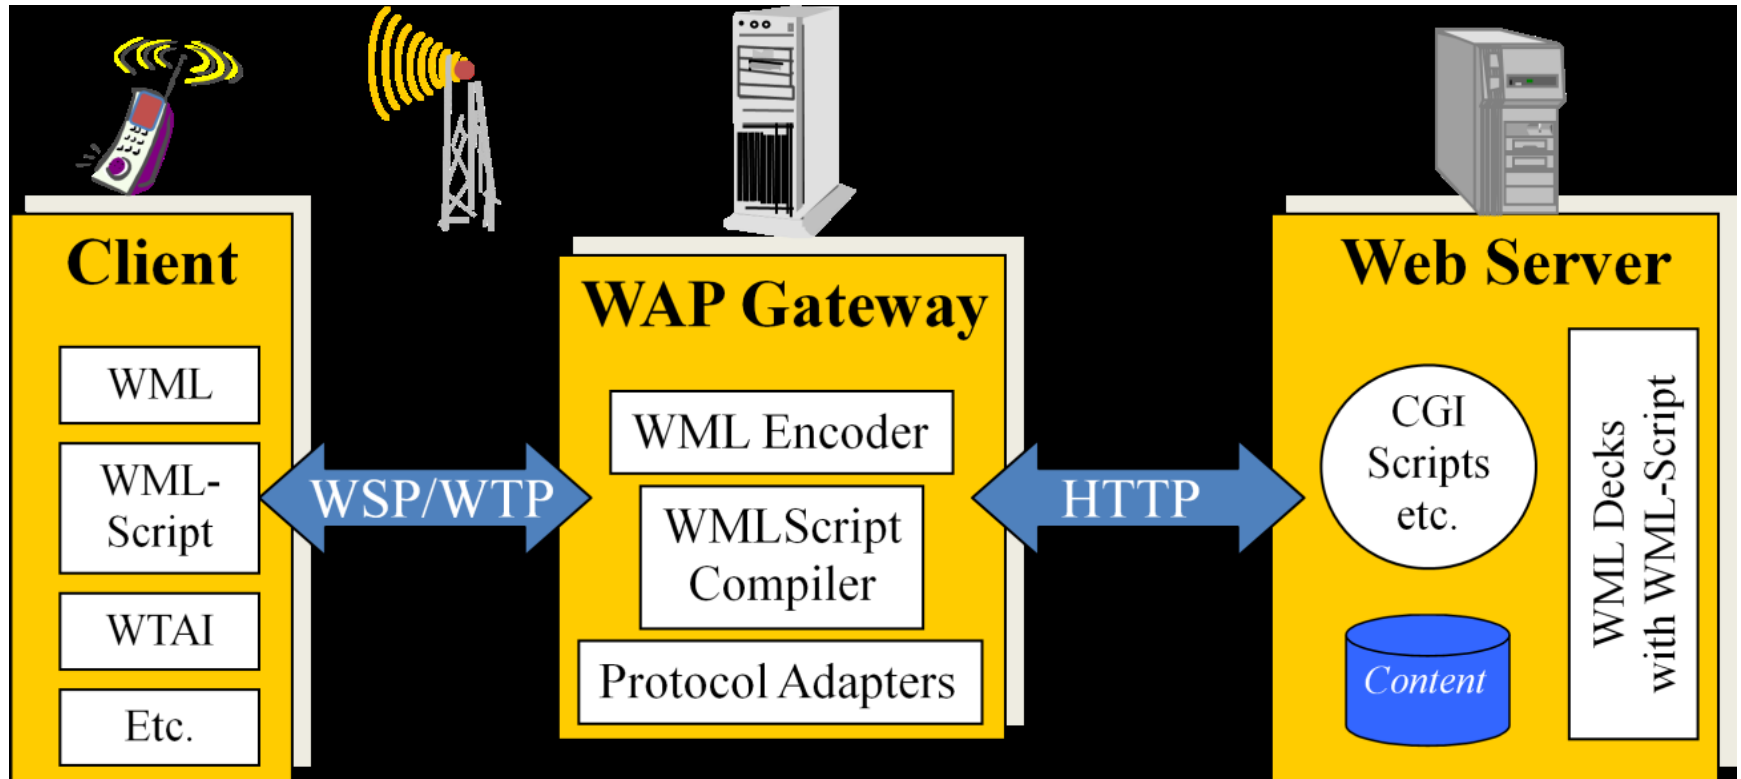 Client
WML
WML-
Script
WTAI
Etc.
WSP/WTP
WAP Gateway
WML Encoder
WMLScript
Compiler
Protocol Adapters
HTTP
Web Server
CGI
Scripts
etc.
Content
WML Decks
with WML-Script